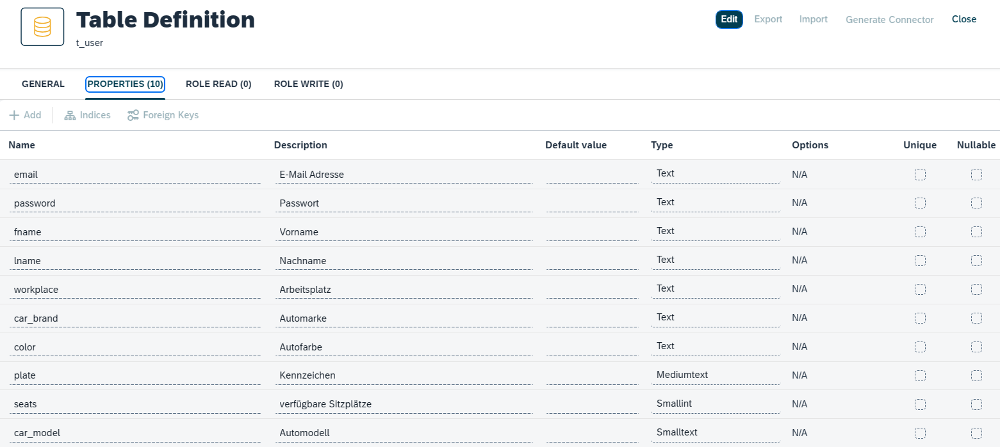 Table Definition
t_user
Edit Export Import Generate Connector Close
GENERAL PROPERTIES (10) ROLE READ (0) ROLE WRITE (0)
Add Indices Foreign Keys
Name Description Default value Type Options Unique Nullable
email E-Mail Adresse Text N/A
password Passwort Text N/A
fname Vorname Text N/A
lname Nachname Text N/A
workplace Arbeitsplatz Text N/A
car_brand Automarke Text N/A
color Autofarbe Text N/A
plate Kennzeichen Mediumtext N/A
seats verfügbare Sitzplätze Smallint N/A
car_model Automodell Smalltext N/A